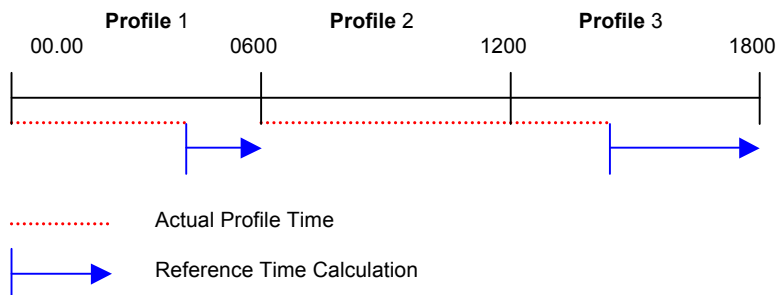 Profile 1 Profile 2 Profile 3
00.00 0600 1200 1800
Actual Profile Time
Reference Time Calculation